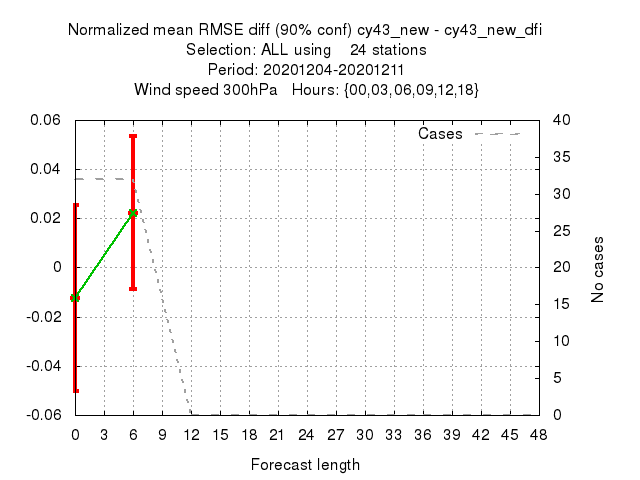 Normalized mean RMSE diff (90% conf) cy43_new - cy43_new_dfi
Selection: ALL using    24 stations
Period: 20201204-20201211
Wind speed 300hPa   Hours: {00,03,06,09,12,18}
Cases
0.06
0.04
0.02
0
-0.02
-0.04
-0.06
40
35
30
25
20
15
10
5
0
No cases
0 3 6 9 12 15 18 21 24 27 30 33 36 39 42 45 48
Forecast length